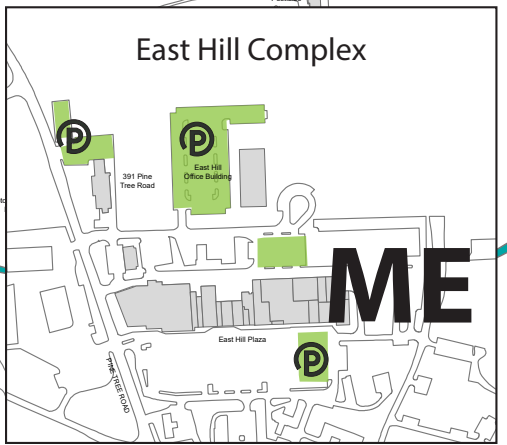 East Hill Complex
P
P
East Hill
Office Building
391 Pine
Tree Road
ME
East Hill Plaza
P
PINE TREE ROAD